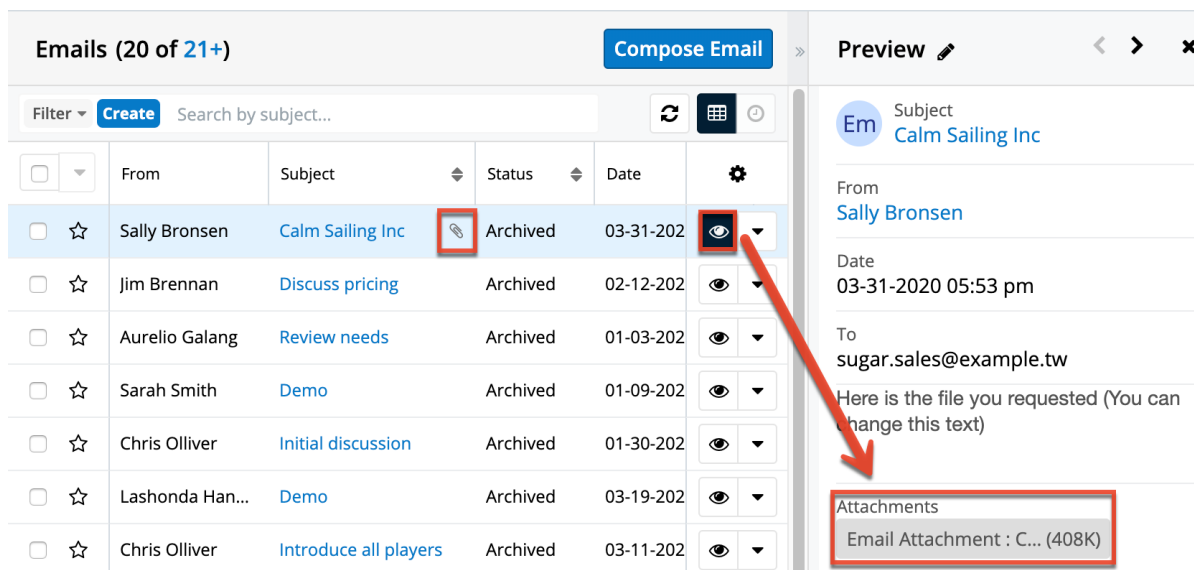 Emails (20 of 21+)
Compose Email
Filter
Create
Search by subject...
From Subject Status Date
Sally Bronsen Calm Sailing Inc Archived 03-31-202
Jim Brennan Discuss pricing Archived 02-12-202
Aurelio Galang Review needs Archived 01-03-202
Sarah Smith Demo Archived 01-09-202
Chris Olliver Initial discussion Archived 01-30-202
Lashonda Han... Demo Archived 03-19-202
Chris Olliver Introduce all players Archived 03-11-202
Preview
Em
Subject
Calm Sailing Inc
From
Sally Bronsen
Date
03-31-2020 05:53 pm
To
sugar.sales@example.tw
Here is the file you requested (You can
change this text)
Attachments
Email Attachment : C... (408K)